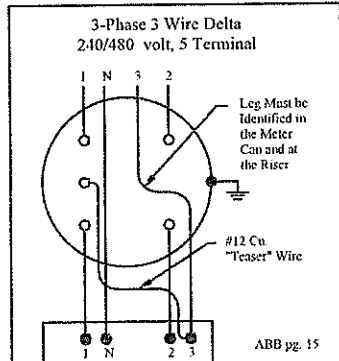 3-Phase 3 Wire Delta
240/480 volt, 5 Terminal
1 N 3 2
Leg Must be
Identified in
the Meter
Can and at
the Riser
#12 Cu.
"Teaser" Wire
1 N 2 3
ABB pg. 15